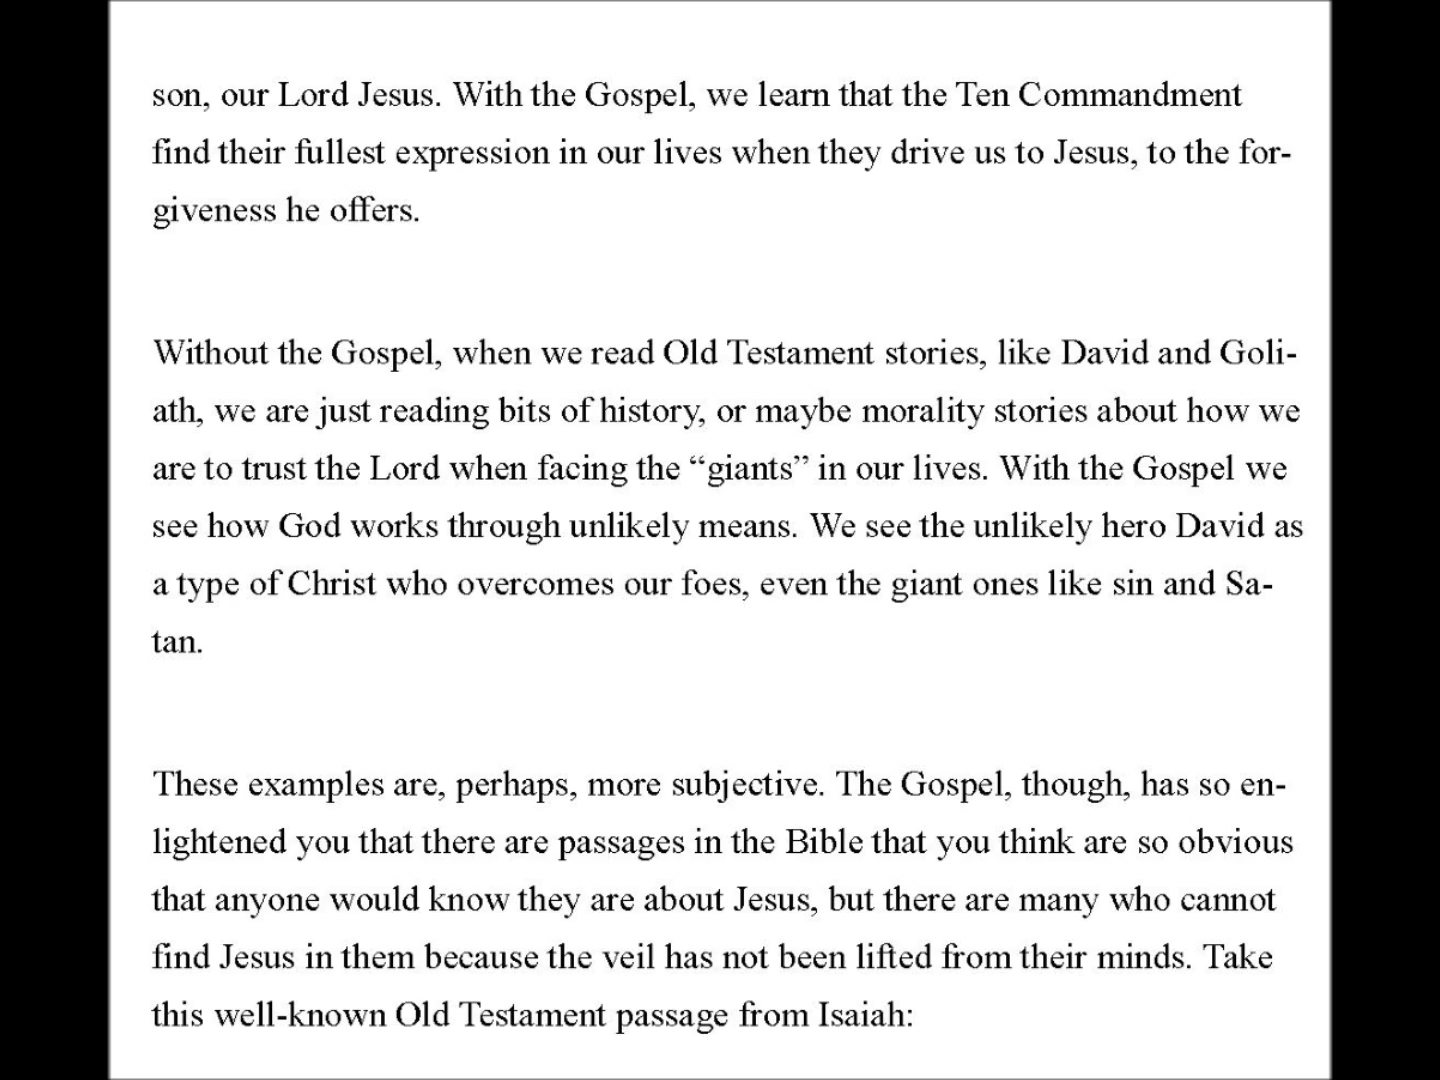 son, our Lord Jesus. With the Gospel, we learn that the Ten Commandment
find their fullest expression in our lives when they drive us to Jesus, to the for-
giveness he offers.
Without the Gospel, when we read Old Testament stories, like David and Goli-
ath, we are just reading bits of history, or maybe morality stories about how we
are to trust the Lord when facing the “giants” in our lives. With the Gospel we
see how God works through unlikely means. We see the unlikely hero David as
a type of Christ who overcomes our foes, even the giant ones like sin and Sa-
tan.
These examples are, perhaps, more subjective. The Gospel, though, has so en-
lightened you that there are passages in the Bible that you think are so obvious
that anyone would know they are about Jesus, but there are many who cannot
find Jesus in them because the veil has not been lifted from their minds. Take
this well-known Old Testament passage from Isaiah: